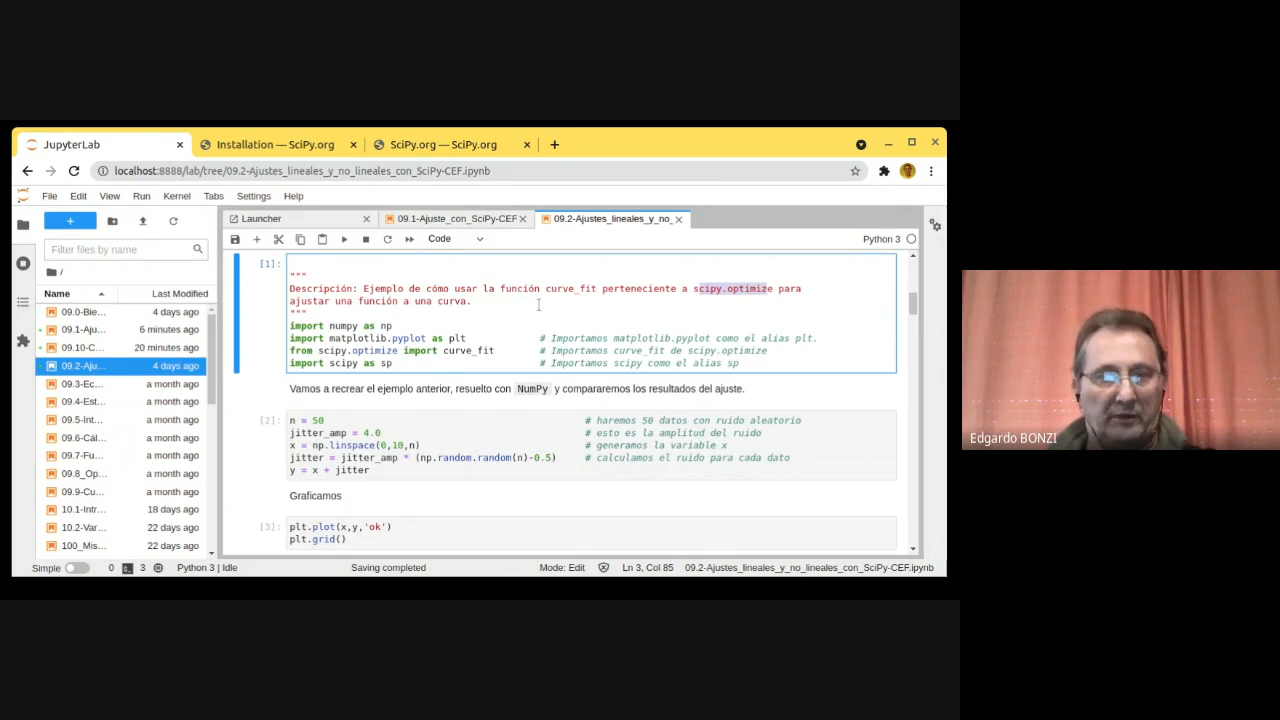 JupyterLab
Installation — SciPy.org
SciPy.org — SciPy.org
localhost:8888/lab/tree/09.2-Ajustes_lineales_y_no_lineales_con_SciPy-CEF.ipynb
File Edit View Run Kernel Tabs Settings Help
Launcher
09.1-Ajuste_con_SciPy-CEF
09.2-Ajustes_lineales_y_no_
Code
Python 3
Filter files by name
/
Name Last Modified
09.0-Bie... 4 days ago
09.1-Aju... 6 minutes ago
09.10-C... 20 minutes ago
09.2-Aju... 4 days ago
09.3-Ec... a month ago
09.4-Est... a month ago
09.5-Int... a month ago
09.6-Cál... a month ago
09.7-Fu... a month ago
09.8_Op... a month ago
09.9-Cu... a month ago
10.1-Intr... 18 days ago
10.2-Var... 22 days ago
100_Mis... 22 days ago
[1]:
"""
Descripción: Ejemplo de cómo usar la función curve_fit perteneciente a scipy.optimize para
ajustar una función a una curva.
"""
import numpy as np
import matplotlib.pyplot as plt # Importamos matplotlib.pyplot como el alias plt.
from scipy.optimize import curve_fit # Importamos curve_fit de scipy.optimize
import scipy as sp # Importamos scipy como el alias sp
Vamos a recrear el ejemplo anterior, resuelto con NumPy y compararemos los resultados del ajuste.
[2]: n = 50 # haremos 50 datos con ruido aleatorio
jitter_amp = 4.0 # esto es la amplitud del ruido
x = np.linspace(0,10,n) # generamos la variable x
jitter = jitter_amp * (np.random.random(n)-0.5) # calculamos el ruido para cada dato
y = x + jitter
Graficamos
[3]: plt.plot(x,y,'ok')
plt.grid()
Simple 0 3 Python 3 | Idle Saving completed Mode: Edit Ln 3, Col 85 09.2-Ajustes_lineales_y_no_lineales_con_SciPy-CEF.ipynb
Edgardo BONZI